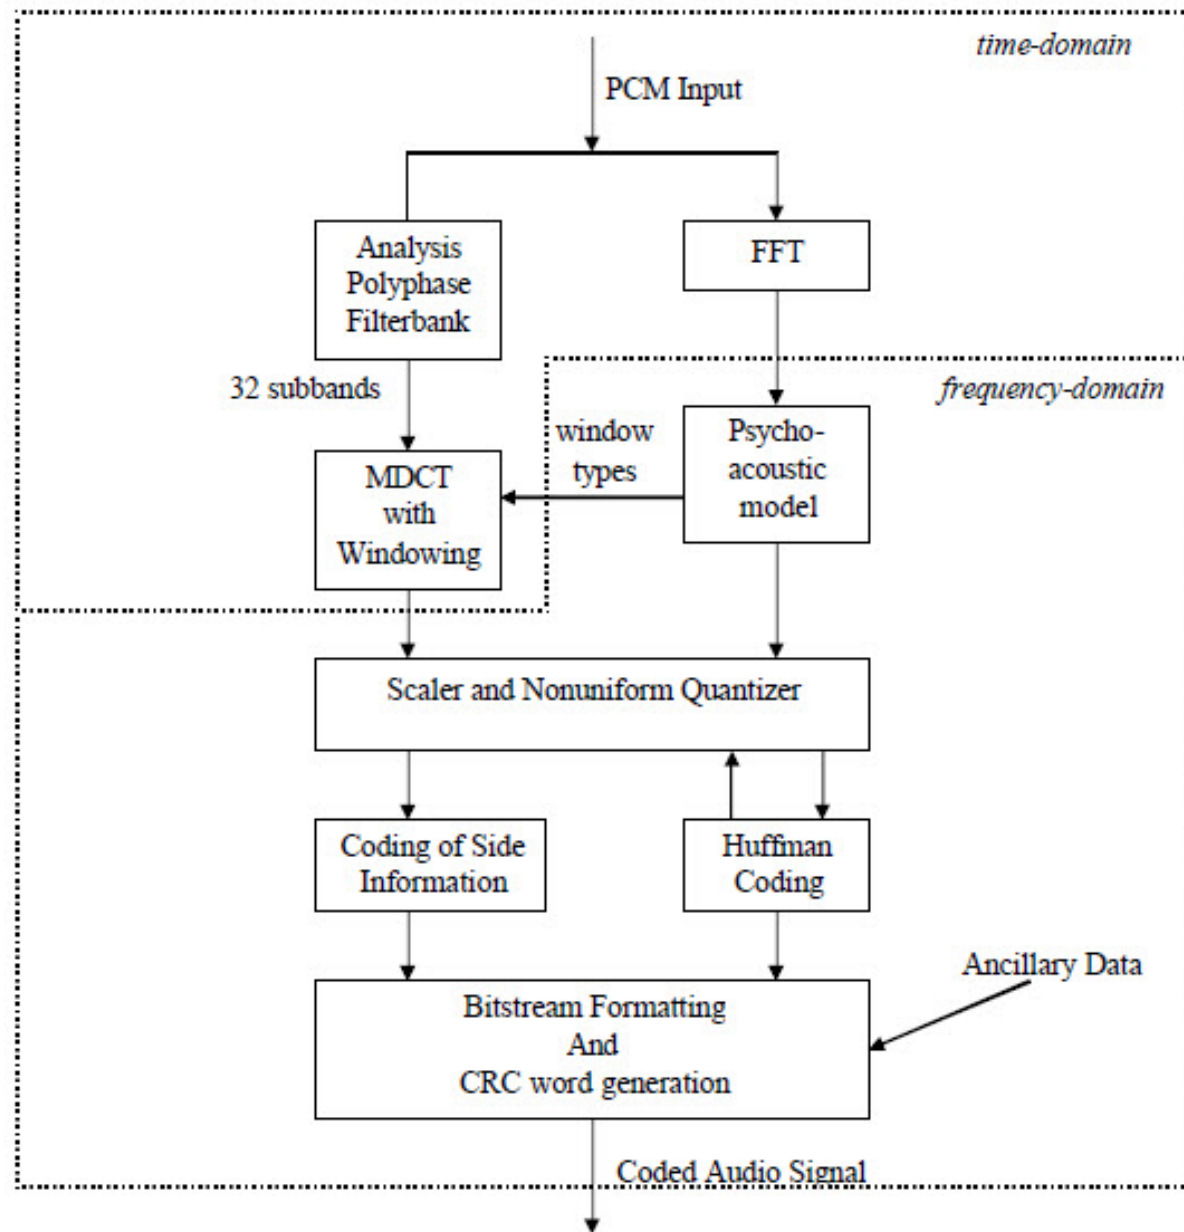 time-domain
PCM Input
Analysis
Polyphase
Filterbank
FFT
32 subbands
frequency-domain
window
types
Psycho-
acoustic
model
MDCT
with
Windowing
Scaler and Nonuniform Quantizer
Coding of Side
Information
Huffman
Coding
Ancillary Data
Bitstream Formatting
And
CRC word generation
Coded Audio Signal